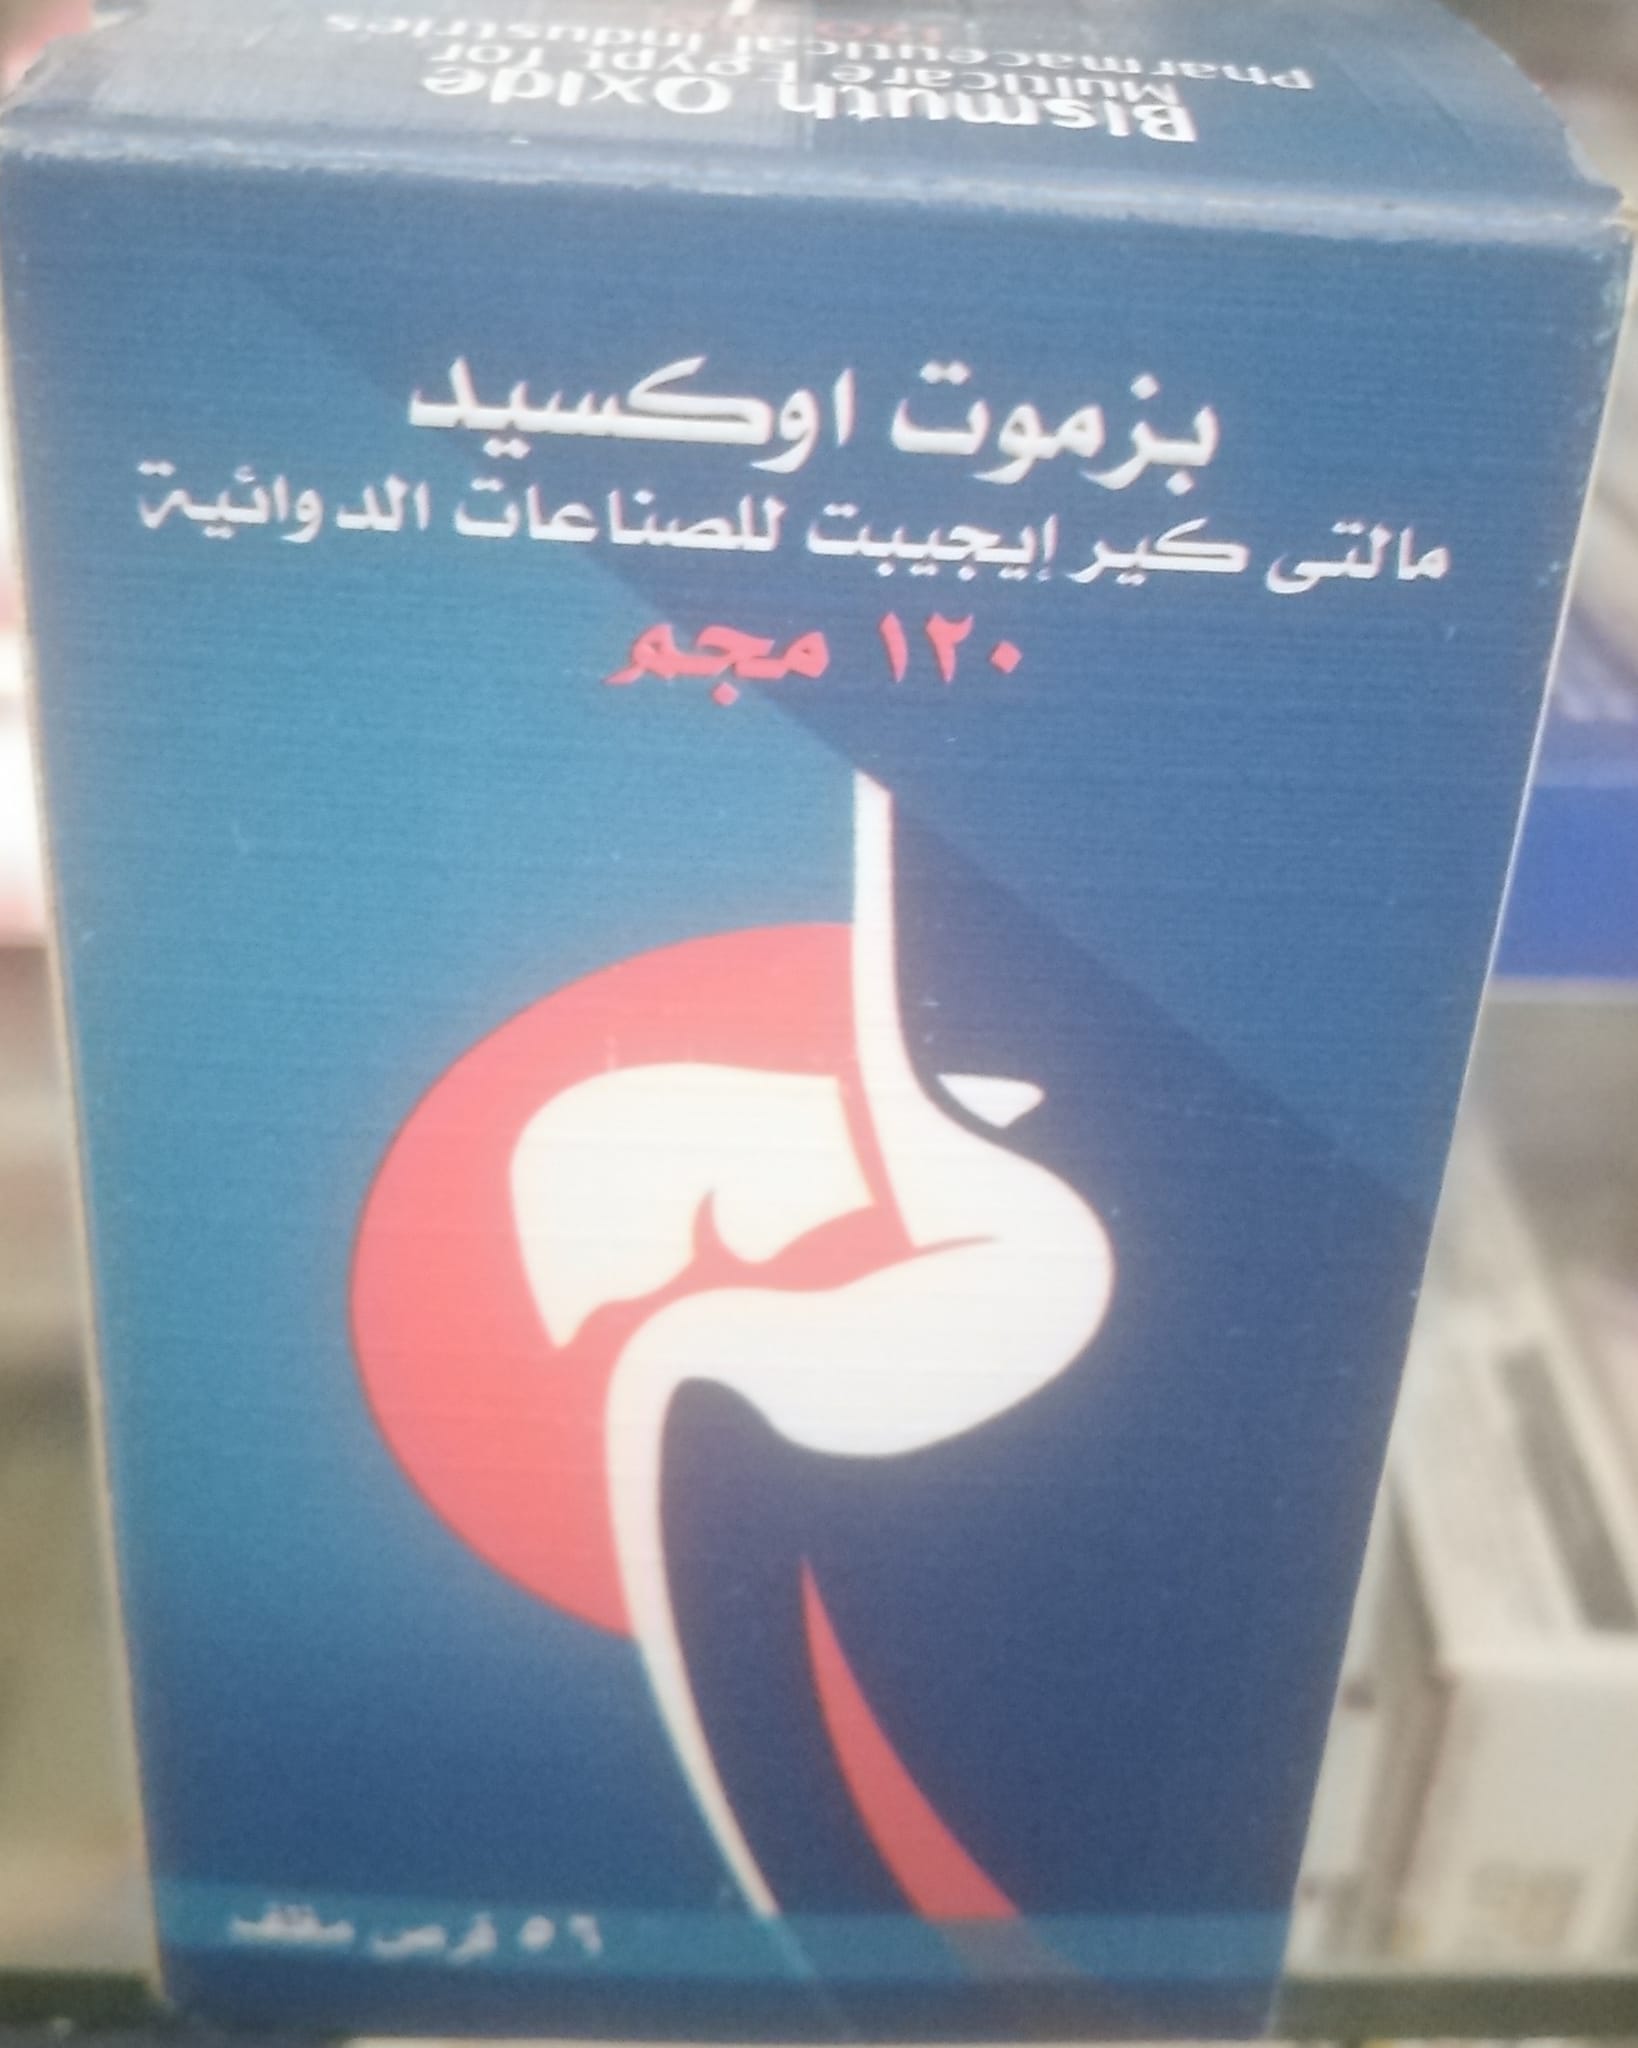 Bismuth Oxide
Multicare Egypt for
Pharmaceutical Industries
بزموت اوكسيد
مالتى كير إيجيبت للصناعات الدوائية
١٢٠ مجم
٥٦ قرص مغلف